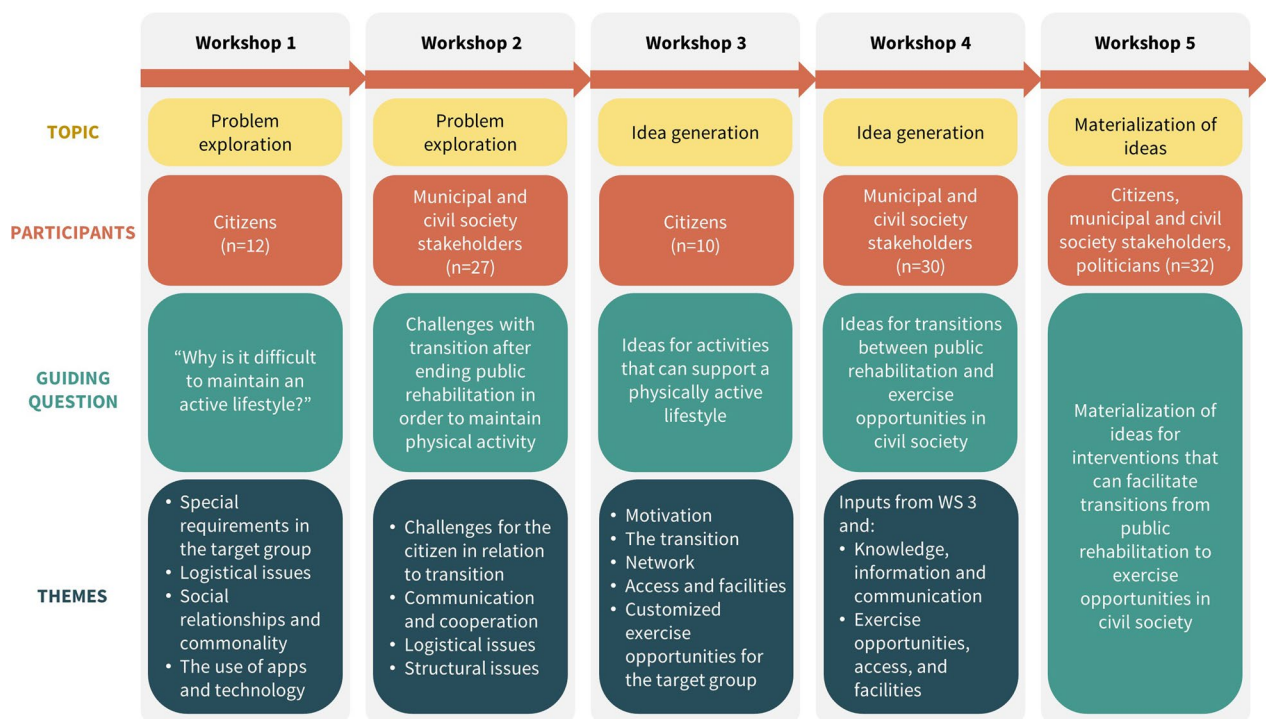 Workshop 1
Workshop 2
Workshop 3
Workshop 4
Workshop 5
TOPIC
Problem
exploration
Problem
exploration
Idea generation
Idea generation
Materialization of
ideas
PARTICIPANTS
Citizens
(n=12)
Municipal and
civil society
stakeholders
(n=27)
Citizens
(n=10)
Municipal and
civil society
stakeholders
(n=30)
Citizens,
municipal and civil
society stakeholders,
politicians (n=32)
GUIDING
QUESTION
“Why is it difficult
to maintain an
active lifestyle?”
Challenges with
transition after
ending public
rehabilitation in
order to maintain
physical activity
Ideas for activities
that can support a
physically active
lifestyle
Ideas for transitions
between public
rehabilitation and
exercise
opportunities in
civil society
Materialization of
ideas for
interventions that
can facilitate
transitions from
public
rehabilitation to
exercise
opportunities in
civil society
THEMES
• Special
requirements in
the target group
• Logistical issues
• Social
relationships and
commonality
• The use of apps
and technology
• Challenges for the
citizen in relation
to transition
• Communication
and cooperation
• Logistical issues
• Structural issues
• Motivation
• The transition
• Network
• Access and facilities
• Customized
exercise
opportunities for
the target group
Inputs from WS 3
and:
• Knowledge,
information and
communication
• Exercise
opportunities,
access, and
facilities